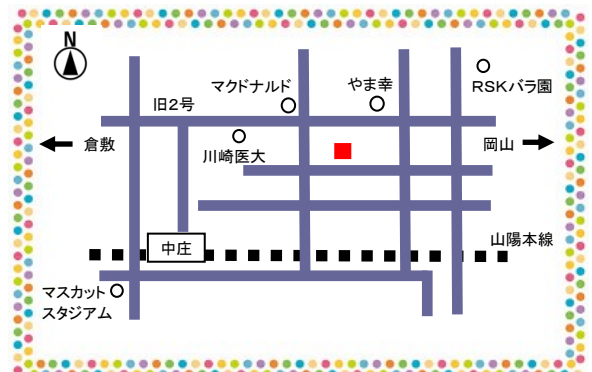 N
マクドナルド
やま幸
RSKバラ園
旧2号
倉敷
川崎医大
岡山
山陽本線
中庄
マスカット
スタジアム